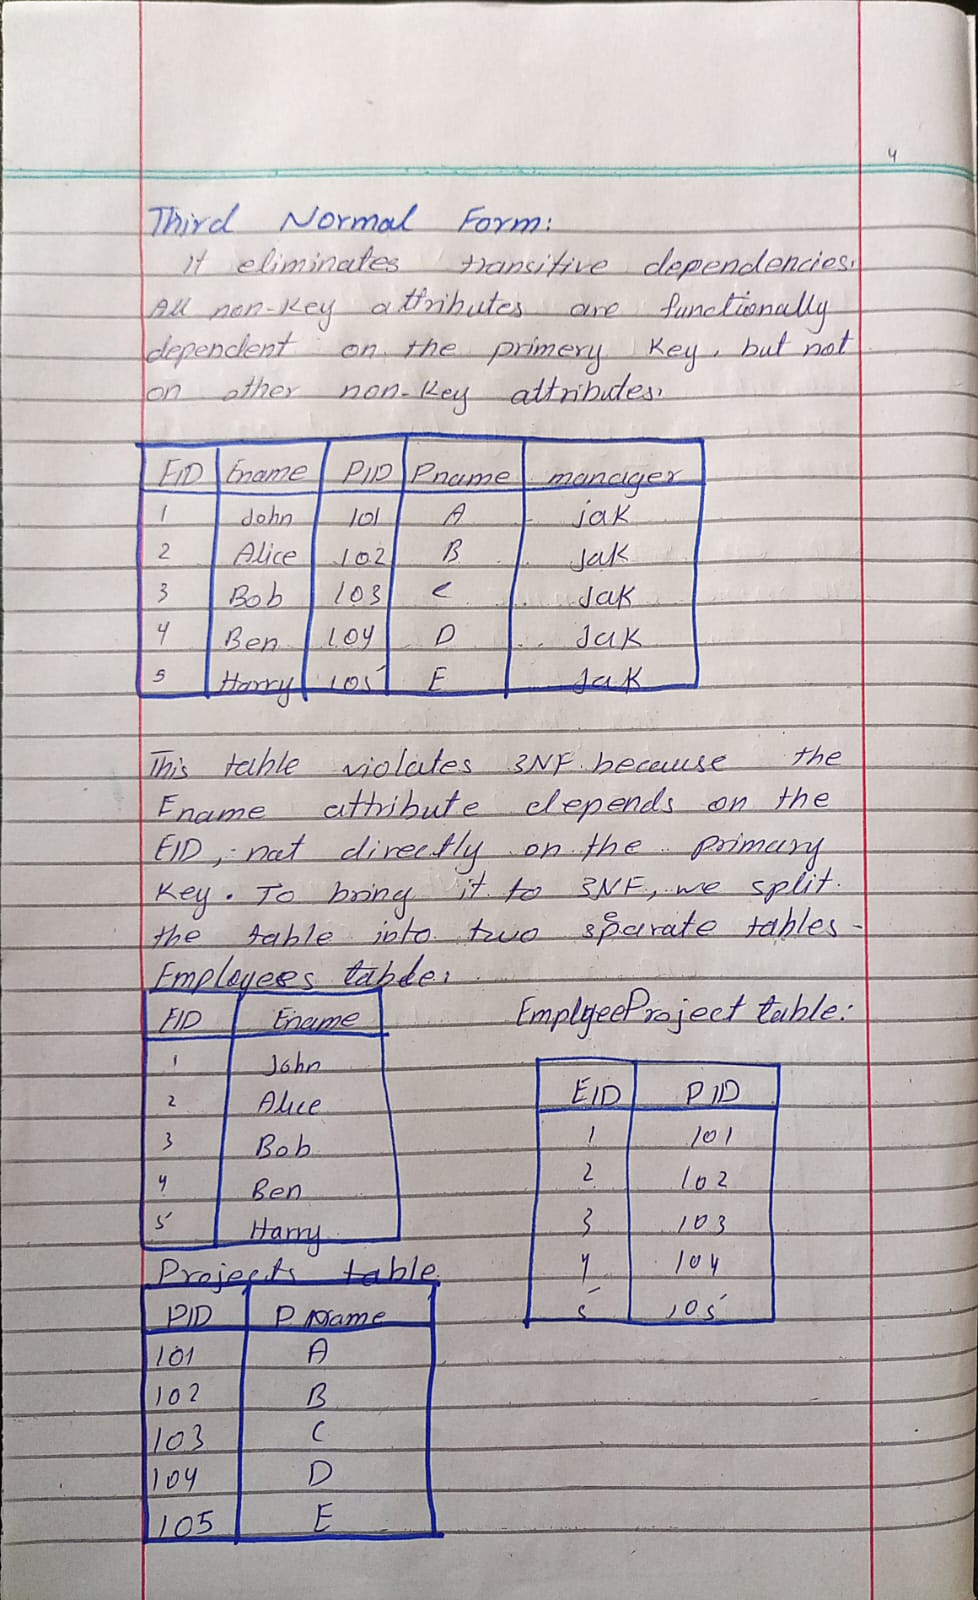 4
Third Normal Form:
It eliminates transitive dependencies.
All non-key attributes are functionally
dependent on the primery key, but not
on other non-key attributes.
EID Ename PID Pname manager
1 John 101 A jak
2 Alice 102 B Jak
3 Bob 103 C Jak
4 Ben 104 D Jak
5 Harry 105 E Jak
This table violates 3NF because the
Ename attribute depends on the
EID, not directly on the primary
key. To bring it to 3NF, we split
the table into two separate tables-
Employees table:
EID Ename
1 John
2 Alice
3 Bob
4 Ben
5 Harry
EmplyeeProject table:
EID PID
1 101
2 102
3 103
4 104
5 105
Projects table
PID P Name
101 A
102 B
103 C
104 D
105 E